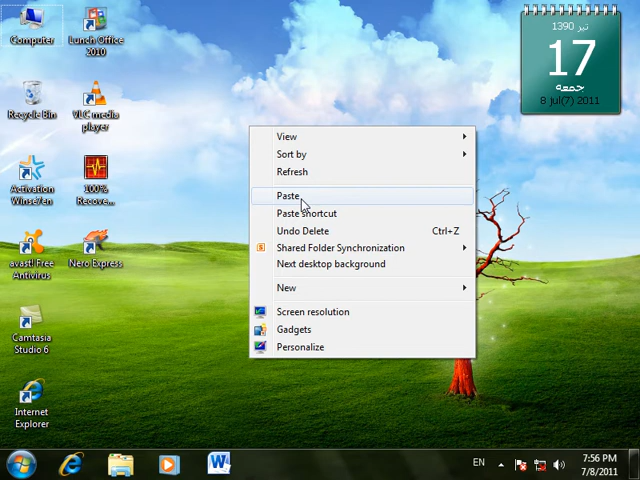 Computer
Lunch Office
2010
Recycle Bin
VLC media
player
Activation
Winse7en
100%
Recove...
avast! Free
Antivirus
Nero Express
Camtasia
Studio 6
Internet
Explorer
تیر 1390
17
جمعه
8 jul(7) 2011
View
Sort by
Refresh
Paste
Paste shortcut
Undo Delete Ctrl+Z
Shared Folder Synchronization
Next desktop background
New
Screen resolution
Gadgets
Personalize
EN
7:56 PM
7/8/2011